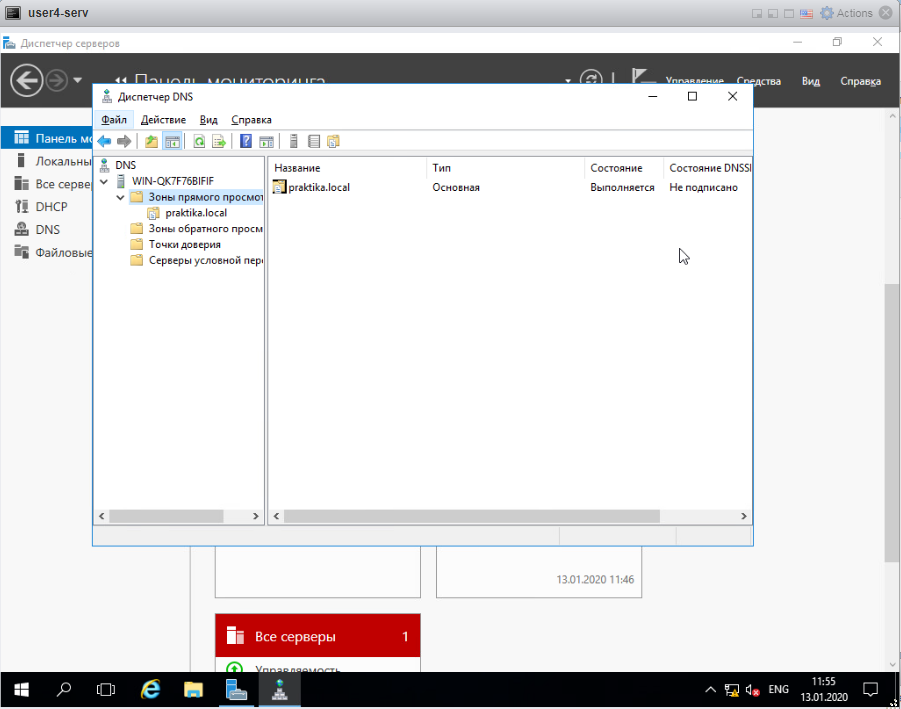 user4-serv
Actions
Диспетчер серверов
Панель мониторинга
Управление Средства Вид Справка
Диспетчер DNS
Файл Действие Вид Справка
Панель мо
Локальны
Все серве
DHCP
DNS
Файловые
DNS
WIN-QK7F76BIFIF
Зоны прямого просмот
praktika.local
Зоны обратного просм
Точки доверия
Серверы условной пер
Название Тип Состояние Состояние DNSSE
praktika.local Основная Выполняется Не подписано
13.01.2020 11:46
Все серверы 1
Управляемость
ENG
11:55
13.01.2020